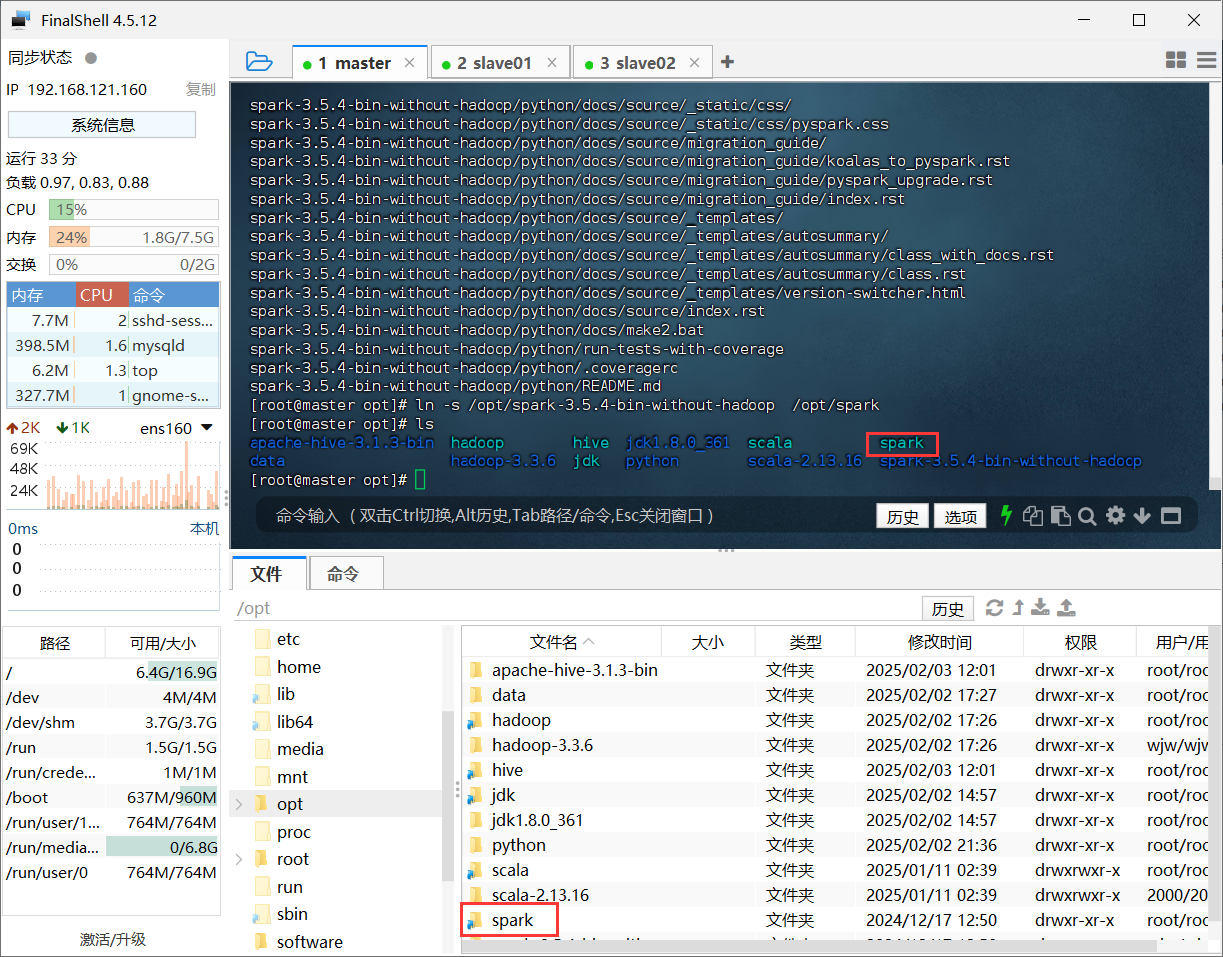 FinalShell 4.5.12
同步状态
IP 192.168.121.160 复制
系统信息
运行 33 分
负载 0.97, 0.83, 0.88
CPU 15%
内存 24% 1.8G/7.5G
交换 0% 0/2G
内存 CPU 命令
7.7M 2 sshd-sess...
398.5M 1.6 mysqld
6.2M 1.3 top
327.7M 1 gnome-s...
2K 1K ens160
69K
48K
24K
0ms 本机
0
0
0
路径 可用/大小
/ 6.4G/16.9G
/dev 4M/4M
/dev/shm 3.7G/3.7G
/run 1.5G/1.5G
/run/crede... 1M/1M
/boot 637M/960M
/run/user/1... 764M/764M
/run/media... 0/6.8G
/run/user/0 764M/764M
激活/升级
1 master 2 slave01 3 slave02
spark-3.5.4-bin-without-hadoop/python/docs/source/_static/css/
spark-3.5.4-bin-without-hadoop/python/docs/source/_static/css/pyspark.css
spark-3.5.4-bin-without-hadoop/python/docs/source/migration_guide/
spark-3.5.4-bin-without-hadoop/python/docs/source/migration_guide/koalas_to_pyspark.rst
spark-3.5.4-bin-without-hadoop/python/docs/source/migration_guide/pyspark_upgrade.rst
spark-3.5.4-bin-without-hadoop/python/docs/source/migration_guide/index.rst
spark-3.5.4-bin-without-hadoop/python/docs/source/_templates/
spark-3.5.4-bin-without-hadoop/python/docs/source/_templates/autosummary/
spark-3.5.4-bin-without-hadoop/python/docs/source/_templates/autosummary/class_with_docs.rst
spark-3.5.4-bin-without-hadoop/python/docs/source/_templates/autosummary/class.rst
spark-3.5.4-bin-without-hadoop/python/docs/source/_templates/version-switcher.html
spark-3.5.4-bin-without-hadoop/python/docs/source/index.rst
spark-3.5.4-bin-without-hadoop/python/docs/make2.bat
spark-3.5.4-bin-without-hadoop/python/run-tests-with-coverage
spark-3.5.4-bin-without-hadoop/python/.coveragerc
spark-3.5.4-bin-without-hadoop/python/README.md
[root@master opt]# ln -s /opt/spark-3.5.4-bin-without-hadoop  /opt/spark
[root@master opt]# ls
apache-hive-3.1.3-bin hadoop hive jdk1.8.0_361 scala spark
data hadoop-3.3.6 jdk python scala-2.13.16 spark-3.5.4-bin-without-hadoop
[root@master opt]#
命令输入 (双击Ctrl切换,Alt历史,Tab路径/命令,Esc关闭窗口) 历史 选项
文件 命令
/opt 历史
etc
home
lib
lib64
media
mnt
opt
proc
root
run
sbin
software
文件名 大小 类型 修改时间 权限 用户/用
apache-hive-3.1.3-bin 文件夹 2025/02/03 12:01 drwxr-xr-x root/roo
data 文件夹 2025/02/02 17:27 drwxr-xr-x root/roo
hadoop 文件夹 2025/02/02 17:26 drwxr-xr-x root/roo
hadoop-3.3.6 文件夹 2025/02/02 17:26 drwxr-xr-x wjw/wjw
hive 文件夹 2025/02/03 12:01 drwxr-xr-x root/roo
jdk 文件夹 2025/02/02 14:57 drwxr-xr-x root/roo
jdk1.8.0_361 文件夹 2025/02/02 14:57 drwxr-xr-x root/roo
python 文件夹 2025/02/02 21:36 drwxr-xr-x root/roo
scala 文件夹 2025/01/11 02:39 drwxrwxr-x root/roo
scala-2.13.16 文件夹 2025/01/11 02:39 drwxrwxr-x 2000/20
spark 文件夹 2024/12/17 12:50 drwxr-xr-x root/roo